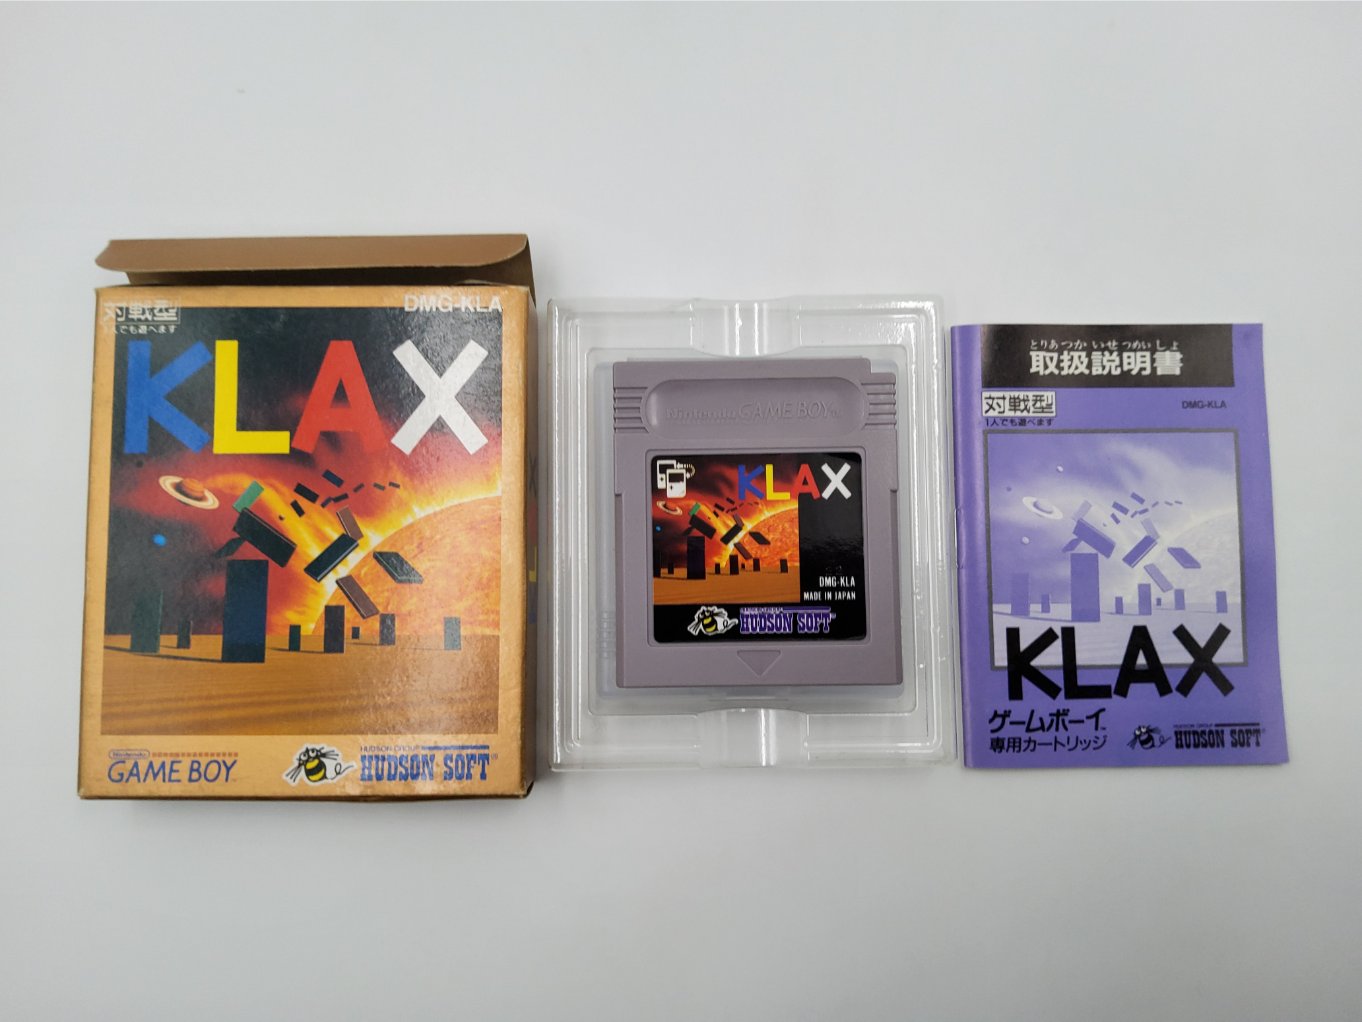 対戦型
1人でも遊べます
DMG-KLA
KLAX
Nintendo
GAME BOY
HUDSON GROUP
HUDSON SOFT
Nintendo GAME BOY
KLAX
DMG-KLA
MADE IN JAPAN
HUDSON GROUP
HUDSON SOFT
とりあつかいせつめいしょ
取扱説明書
対戦型
DMG-KLA
1人でも遊べます
KLAX
ゲームボーイ
専用カートリッジ
HUDSON GROUP
HUDSON SOFT